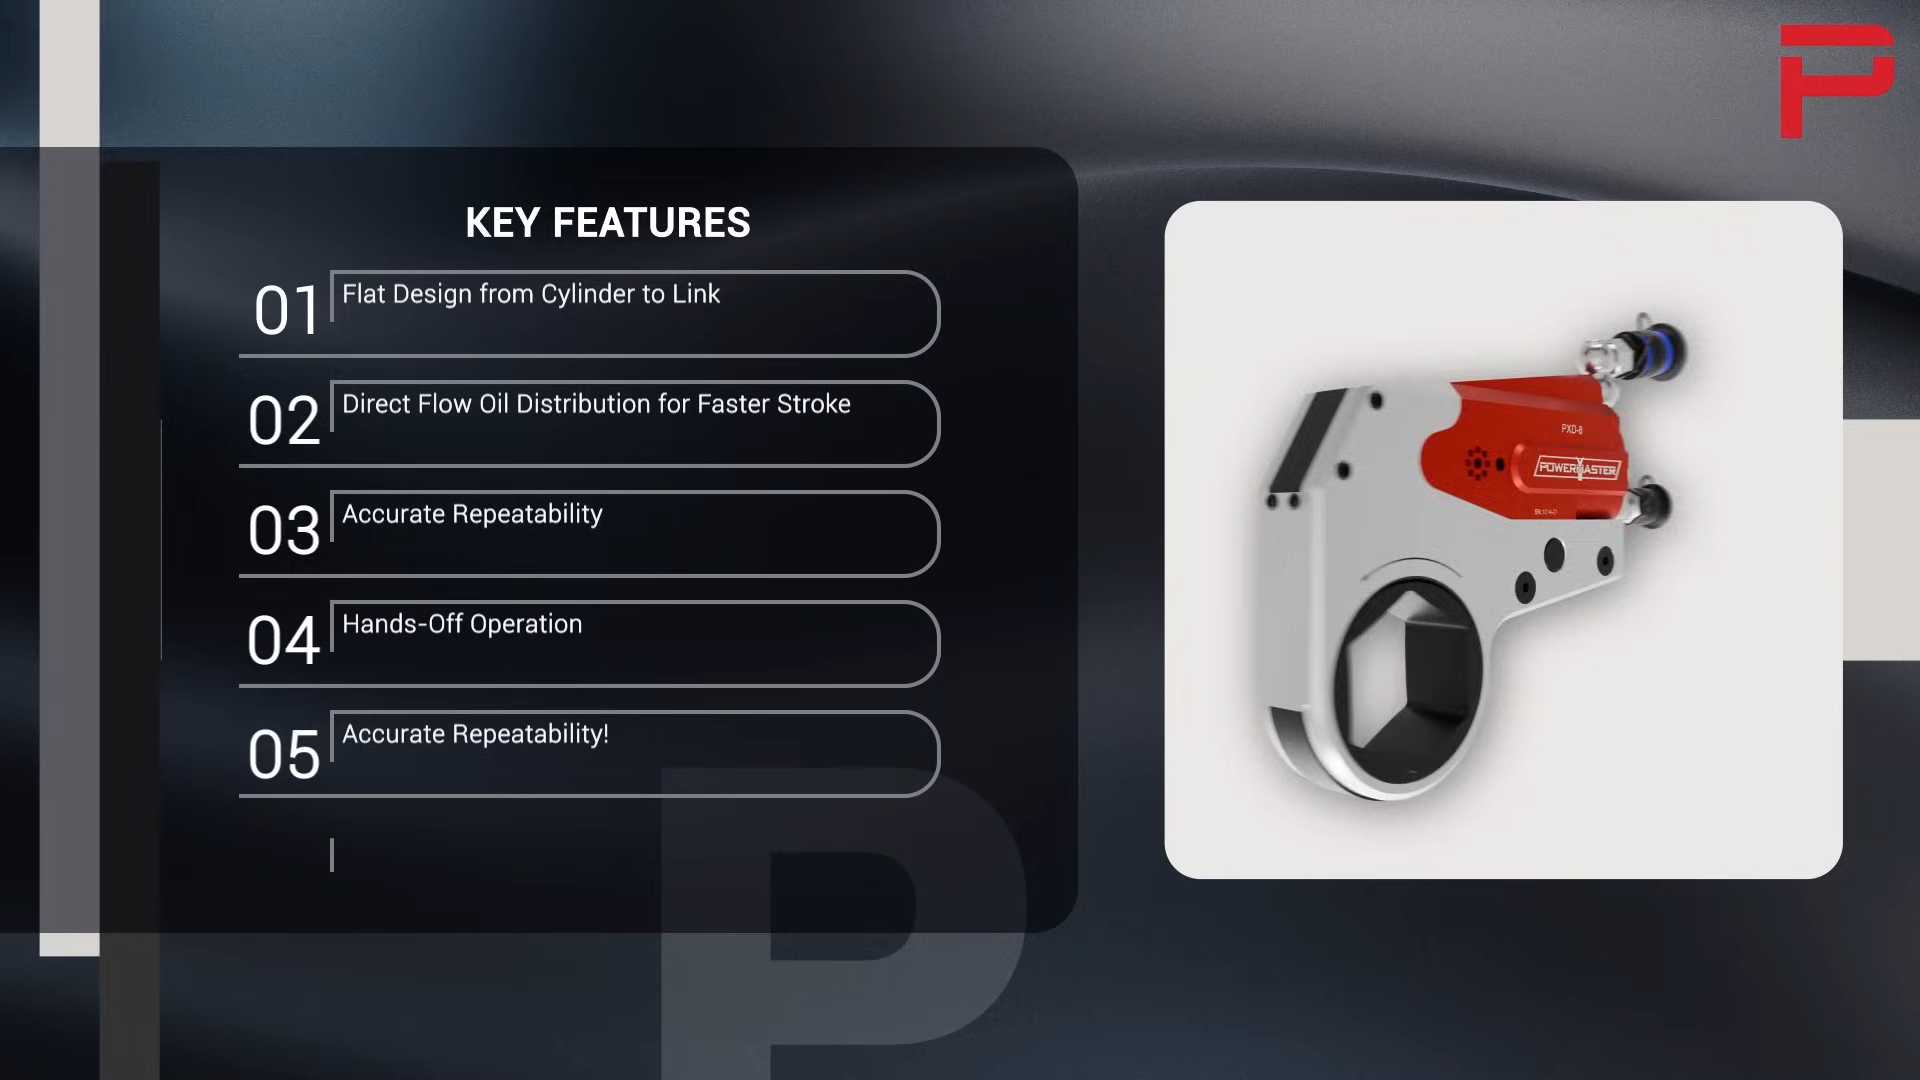 KEY FEATURES
01 Flat Design from Cylinder to Link
02 Direct Flow Oil Distribution for Faster Stroke
03 Accurate Repeatability
04 Hands-Off Operation
05 Accurate Repeatability!
PXD-8
POWERMASTER